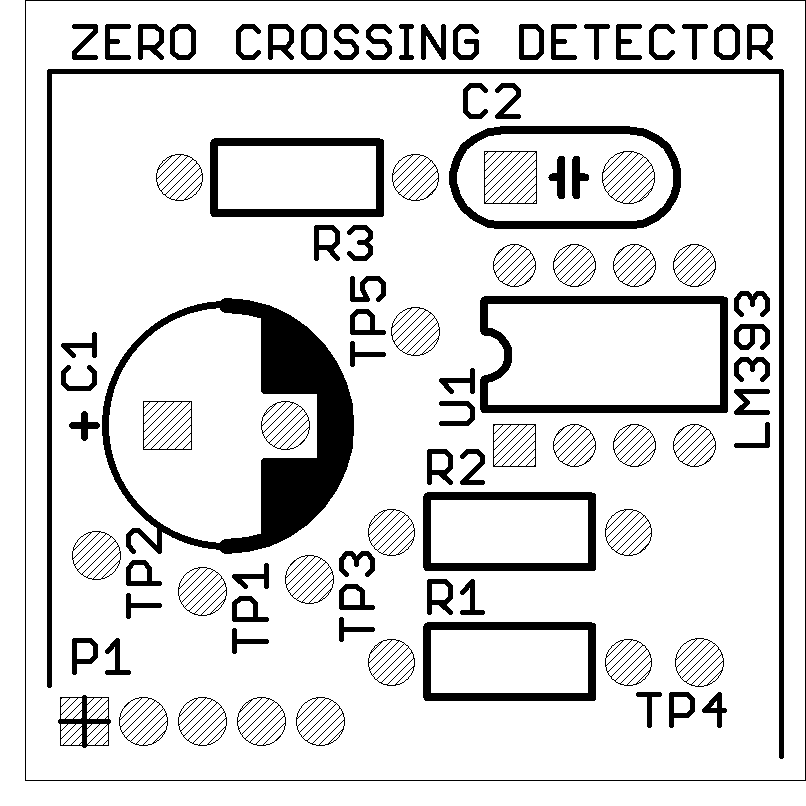 ZERO CROSSING DETECTOR
C2
R3
TP5
+ C1
U1
LM393
R2
TP2
TP1
TP3
R1
P1
TP4